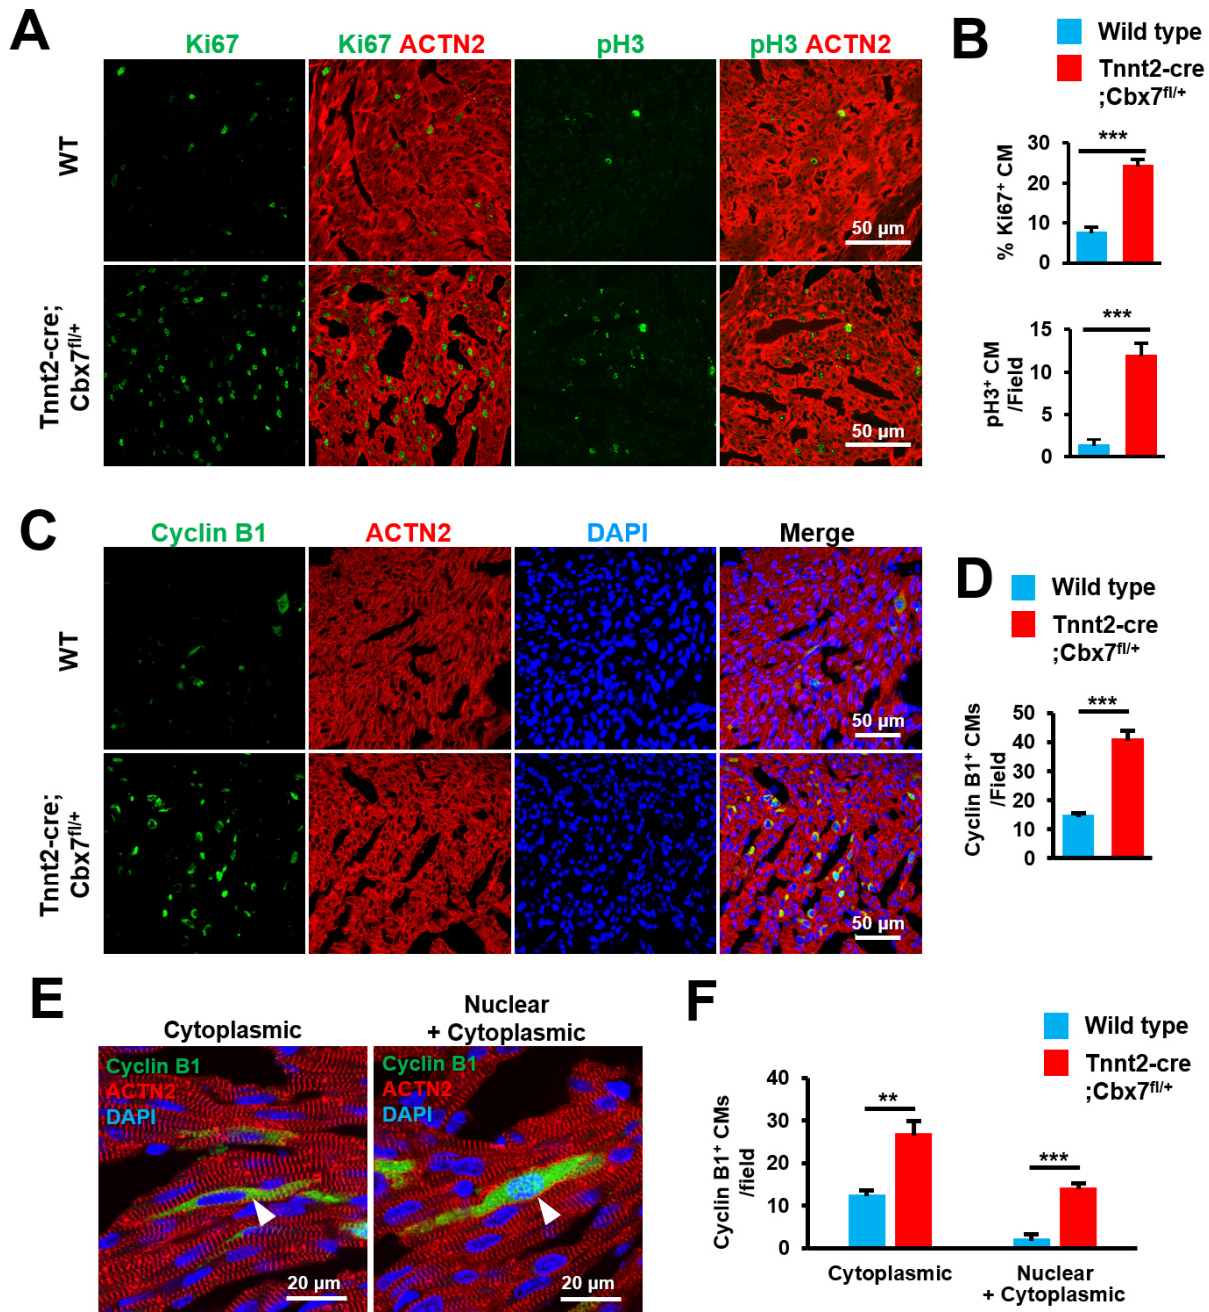 A
Ki67
Ki67 ACTN2
pH3
pH3 ACTN2
WT
50 µm
Tnnt2-cre;
Cbx7fl/+
50 µm
B
Wild type
Tnnt2-cre
;Cbx7fl/+
% Ki67+ CM
30
20
10
0
***
pH3+ CM
/Field
15
10
5
0
***
C
Cyclin B1
ACTN2
DAPI
Merge
WT
50 µm
Tnnt2-cre;
Cbx7fl/+
50 µm
D
Wild type
Tnnt2-cre
;Cbx7fl/+
Cyclin B1+ CMs
/Field
50
40
30
20
10
0
***
E
Cytoplasmic
Cyclin B1
ACTN2
DAPI
20 µm
Nuclear
+ Cytoplasmic
Cyclin B1
ACTN2
DAPI
20 µm
F
Wild type
Tnnt2-cre
;Cbx7fl/+
Cyclin B1+ CMs
/field
40
30
20
10
0
**
***
Cytoplasmic
Nuclear
+ Cytoplasmic